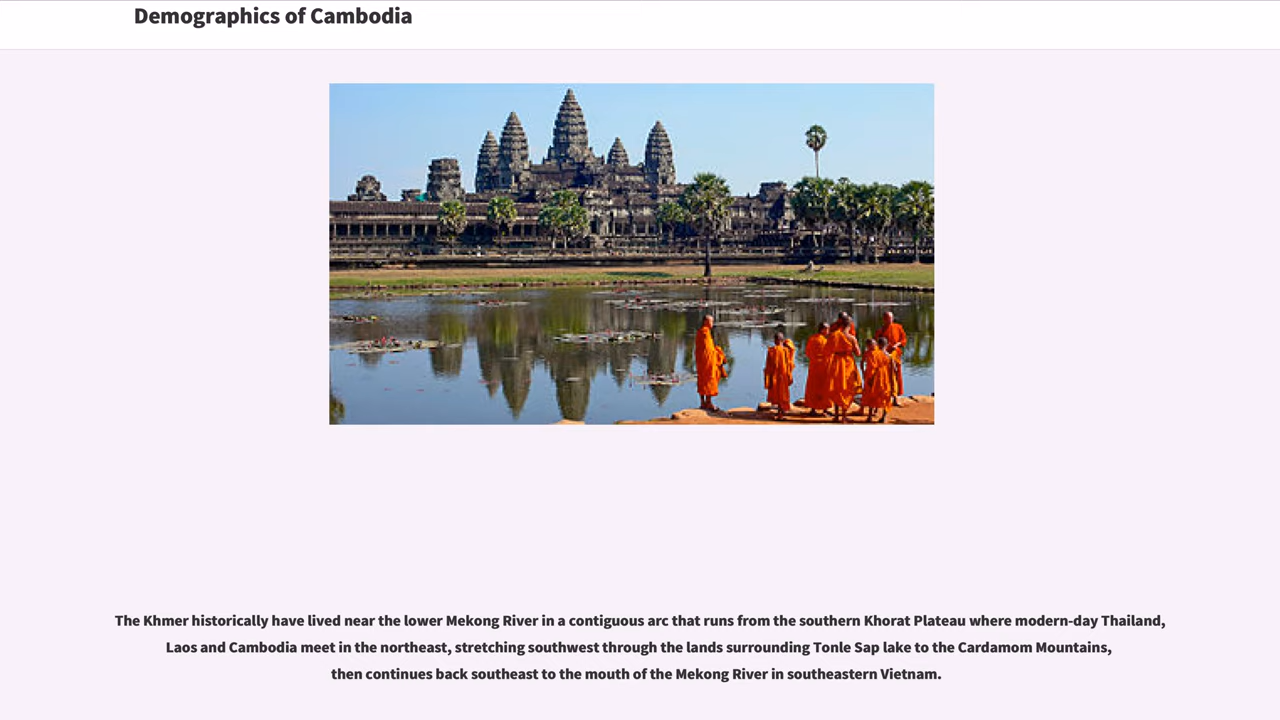 Demographics of Cambodia
The Khmer historically have lived near the lower Mekong River in a contiguous arc that runs from the southern Khorat Plateau where modern-day Thailand,
Laos and Cambodia meet in the northeast, stretching southwest through the lands surrounding Tonle Sap lake to the Cardamom Mountains,
then continues back southeast to the mouth of the Mekong River in southeastern Vietnam.